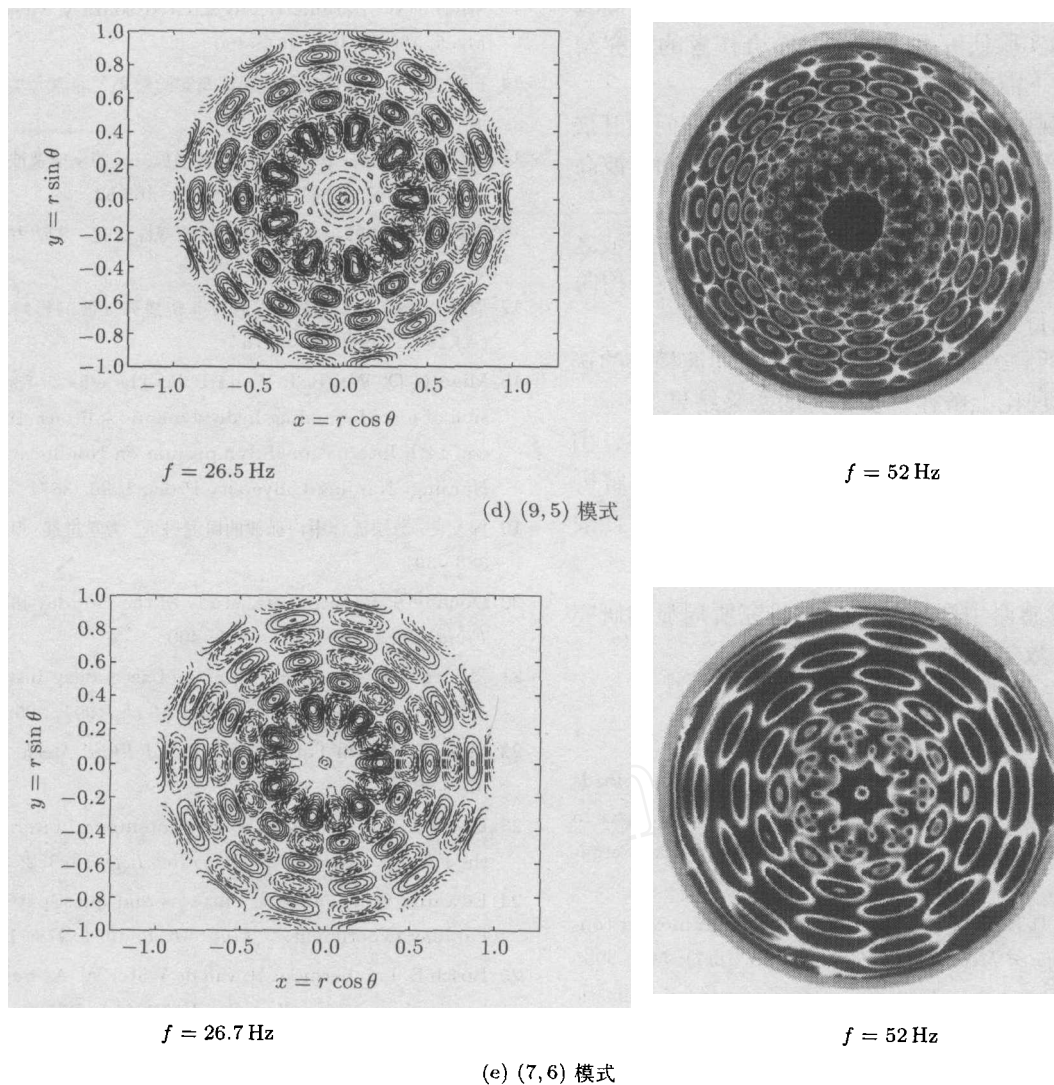 1.0
0.8
0.6
0.4
0.2
0.0
−0.2
−0.4
−0.6
−0.8
−1.0
y = r sin θ
−1.0 −0.5 0.0 0.5 1.0
x = r cos θ
f = 26.5 Hz
f = 52 Hz
(d) (9,5) 模式
1.0
0.8
0.6
0.4
0.2
0.0
−0.2
−0.4
−0.6
−0.8
−1.0
y = r sin θ
−1.0 −0.5 0.0 0.5 1.0
x = r cos θ
f = 26.7 Hz
f = 52 Hz
(e) (7,6) 模式